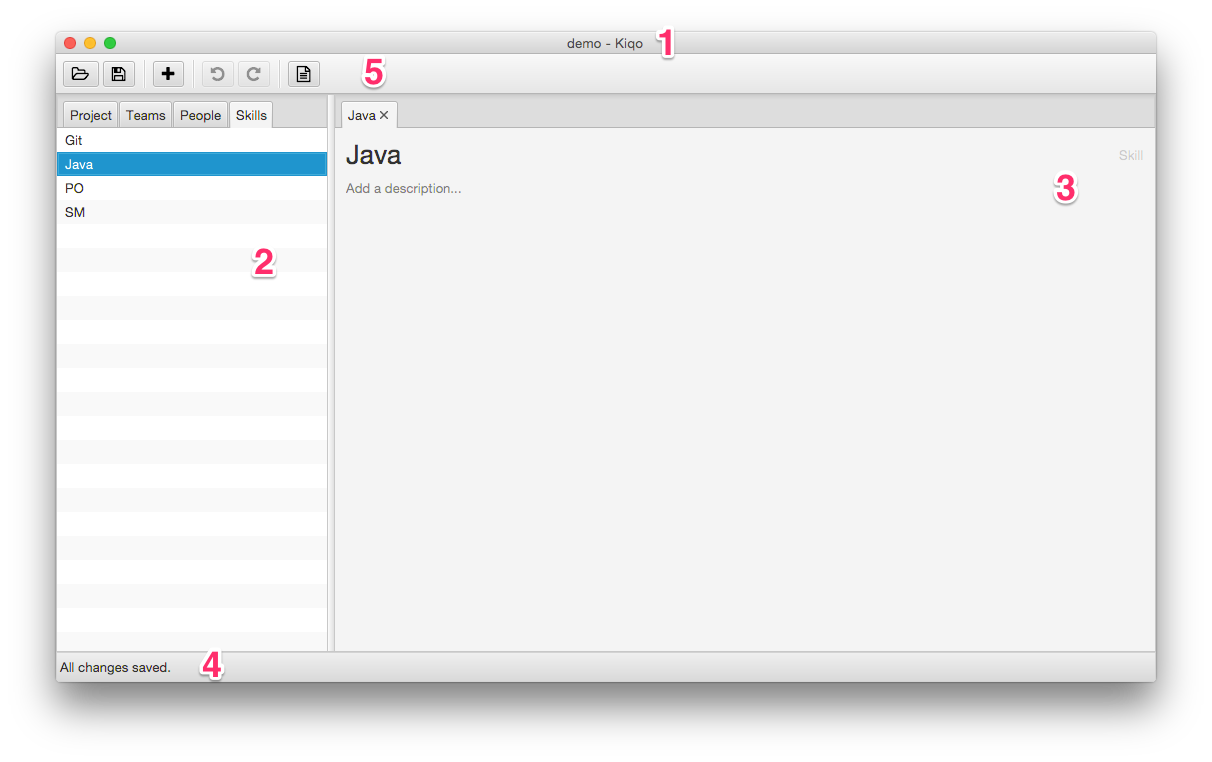 demo - Kiqo 1
5
Project Teams People Skills
Java
Git
Java
PO
SM
2
Java
Skill
Add a description...
3
All changes saved. 4